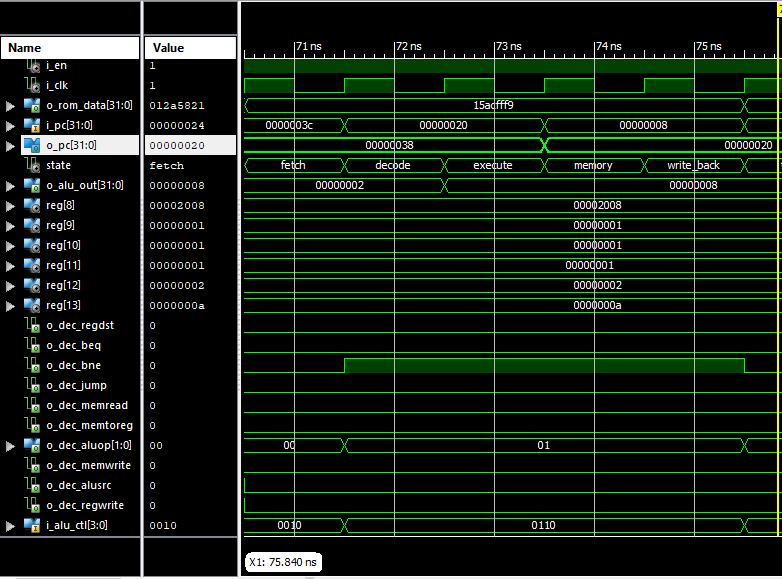 Name Value 71 ns 72 ns 73 ns 74 ns 75 ns
i_en 1
i_clk 1
o_rom_data[31:0] 012a5821 15acfff9
i_pc[31:0] 00000024 0000003c 00000020 00000008
o_pc[31:0] 00000020 00000038 00000020
state fetch fetch decode execute memory write_back
o_alu_out[31:0] 00000008 00000002 00000008
reg[8] 00002008 00002008
reg[9] 00000001 00000001
reg[10] 00000001 00000001
reg[11] 00000001 00000001
reg[12] 00000002 00000002
reg[13] 0000000a 0000000a
o_dec_regdst 0
o_dec_beq 0
o_dec_bne 0
o_dec_jump 0
o_dec_memread 0
o_dec_memtoreg 0
o_dec_aluop[1:0] 00 00 01
o_dec_memwrite 0
o_dec_alusrc 0
o_dec_regwrite 0
i_alu_ctl[3:0] 0010 0010 0110
X1: 75.840 ns